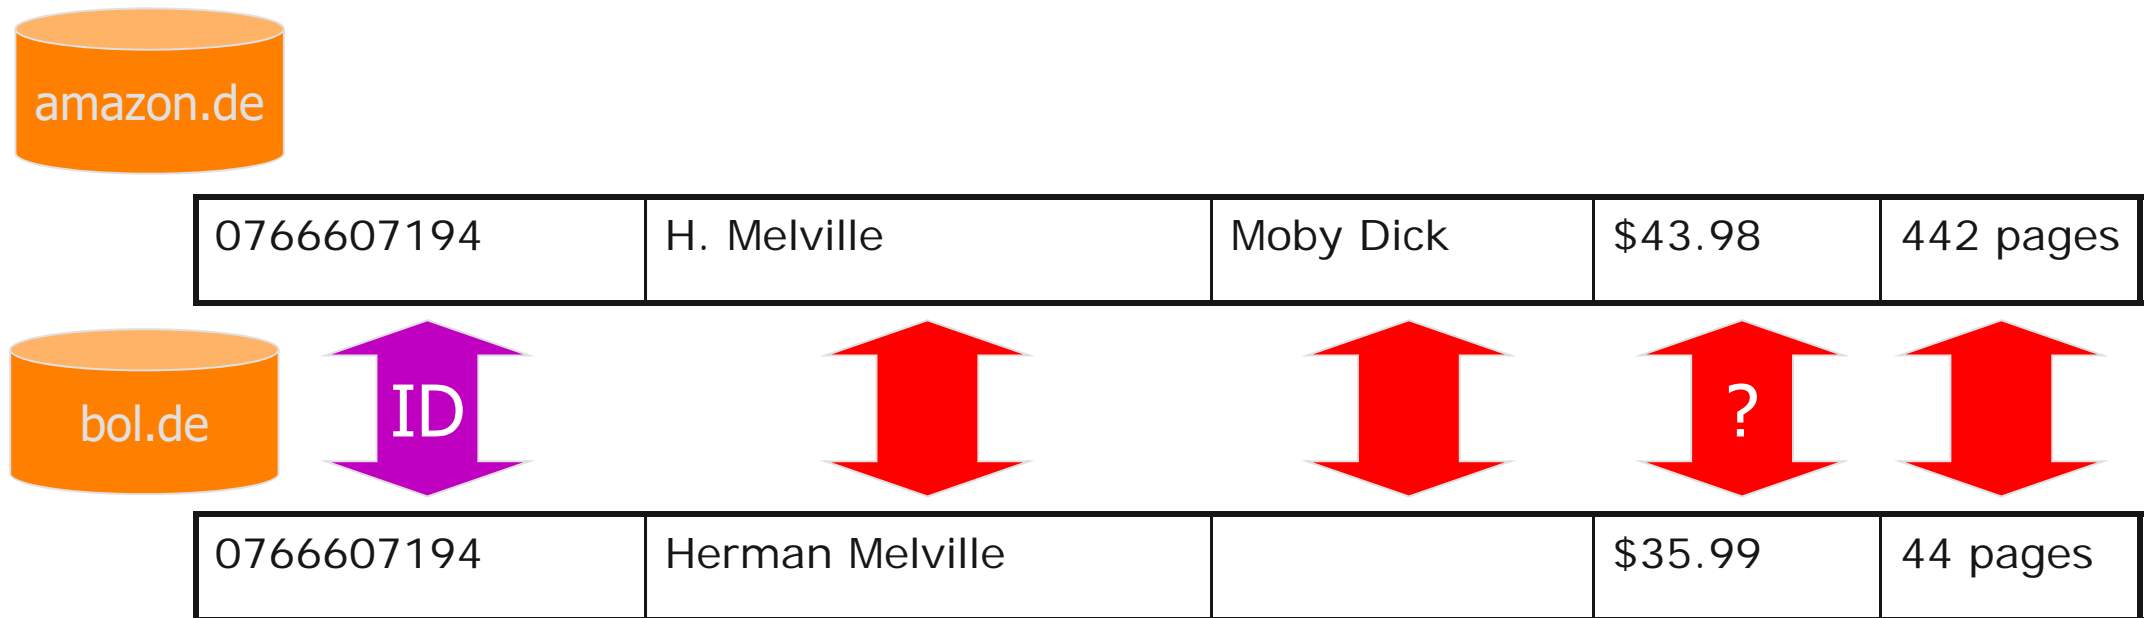 amazon.de
0766607194 H. Melville Moby Dick $43.98 442 pages
bol.de ID ?
0766607194 Herman Melville $35.99 44 pages